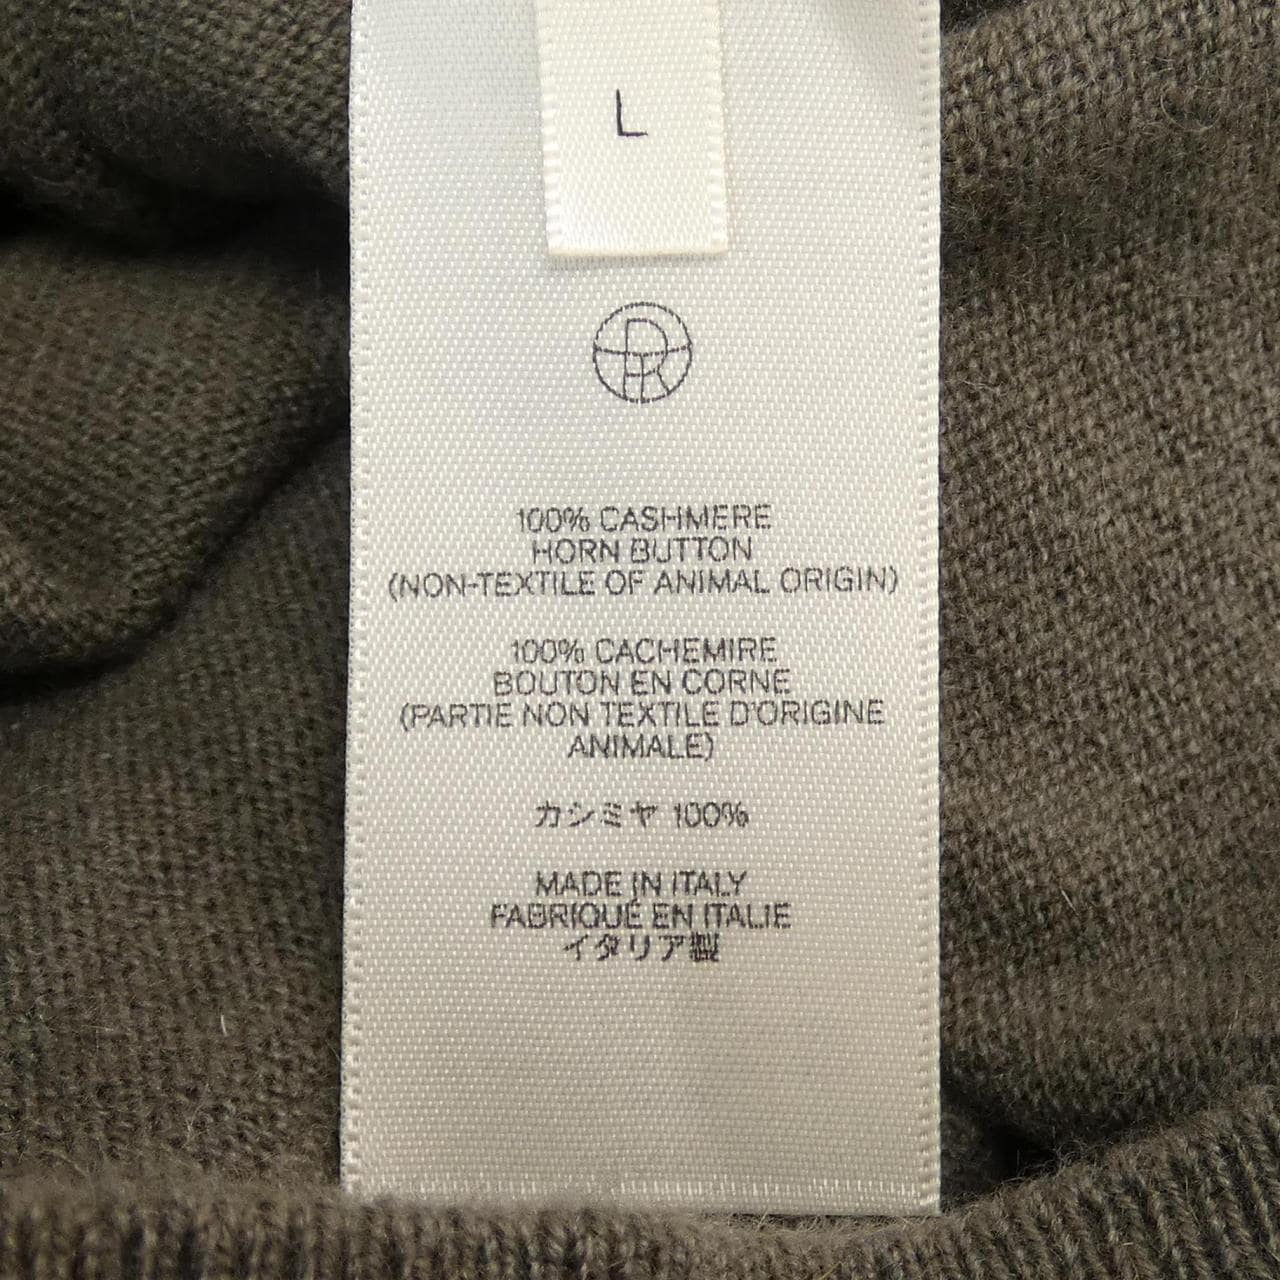 L
DR
100% CASHMERE
HORN BUTTON
(NON-TEXTILE OF ANIMAL ORIGIN)
100% CACHEMIRE
BOUTON EN CORNE
(PARTIE NON TEXTILE D'ORIGINE
ANIMALE)
カシミヤ 100%
MADE IN ITALY
FABRIQUÉ EN ITALIE
イタリア製